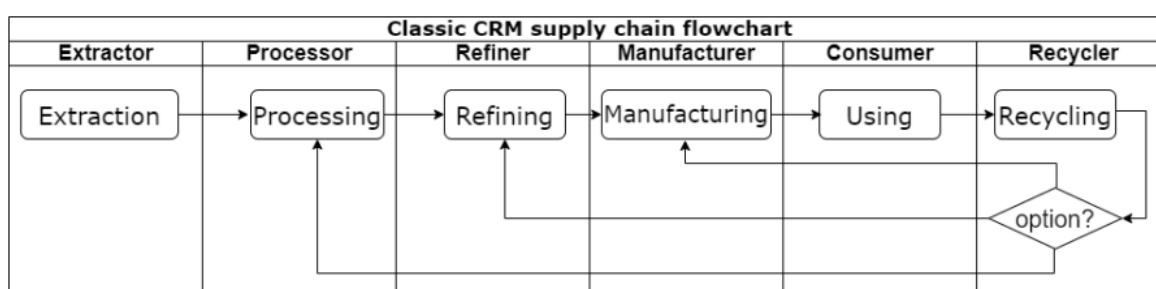 Classic CRM supply chain flowchart
Extractor Processor Refiner Manufacturer Consumer Recycler
Extraction Processing Refining Manufacturing Using Recycling
option?